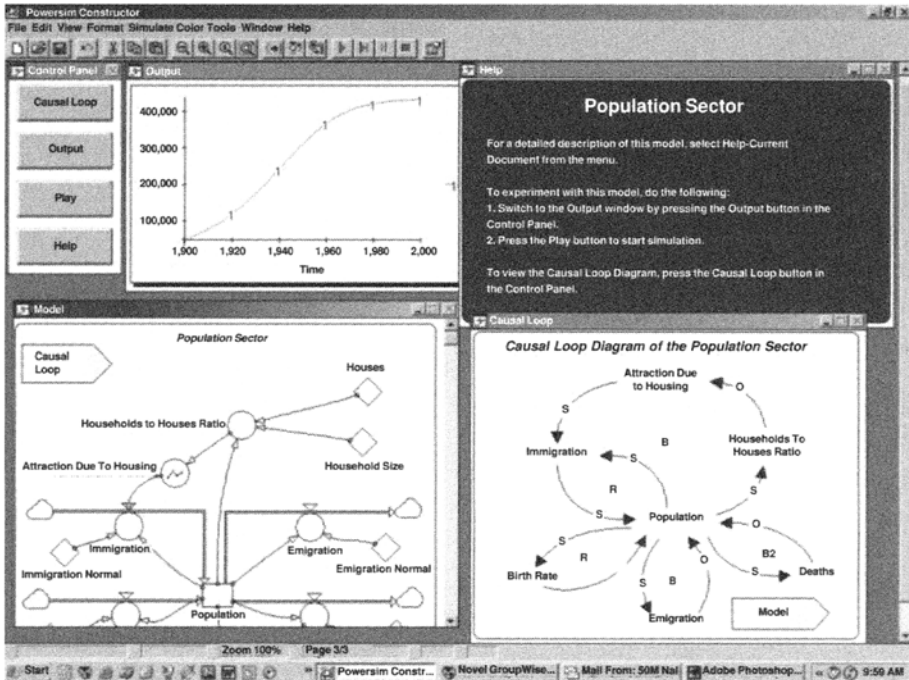 Powersim Constructor
File Edit View Format Simulate Color Tools Window Help
Control Panel
Causal Loop
Output
Play
Help
Output
400,000
300,000
200,000
100,000
1,900 1,920 1,940 1,960 1,980 2,000
Time
1
1
1
1
1
1
Help
Population Sector
For a detailed description of this model, select Help-Current
Document from the menu.
To experiment with this model, do the following:
1. Switch to the Output window by pressing the Output button in the
Control Panel.
2. Press the Play button to start simulation.
To view the Causal Loop Diagram, press the Causal Loop button in
the Control Panel.
Model
Population Sector
Causal
Loop
Houses
Households to Houses Ratio
Household Size
Attraction Due To Housing
Immigration
Emigration
Immigration Normal
Emigration Normal
Population
Causal Loop
Causal Loop Diagram of the Population Sector
Attraction Due
to Housing
S
O
B
Immigration
Households To
Houses Ratio
S
R
S
S
Population
S
O
R
B2
Birth Rate
S
B
O
S
Deaths
Emigration
Model
Zoom 100% Page 3/3
Start
Powersim Constr...
Novel GroupWise...
Mail From: 50M Nal
Adobe Photoshop...
9:59 AM